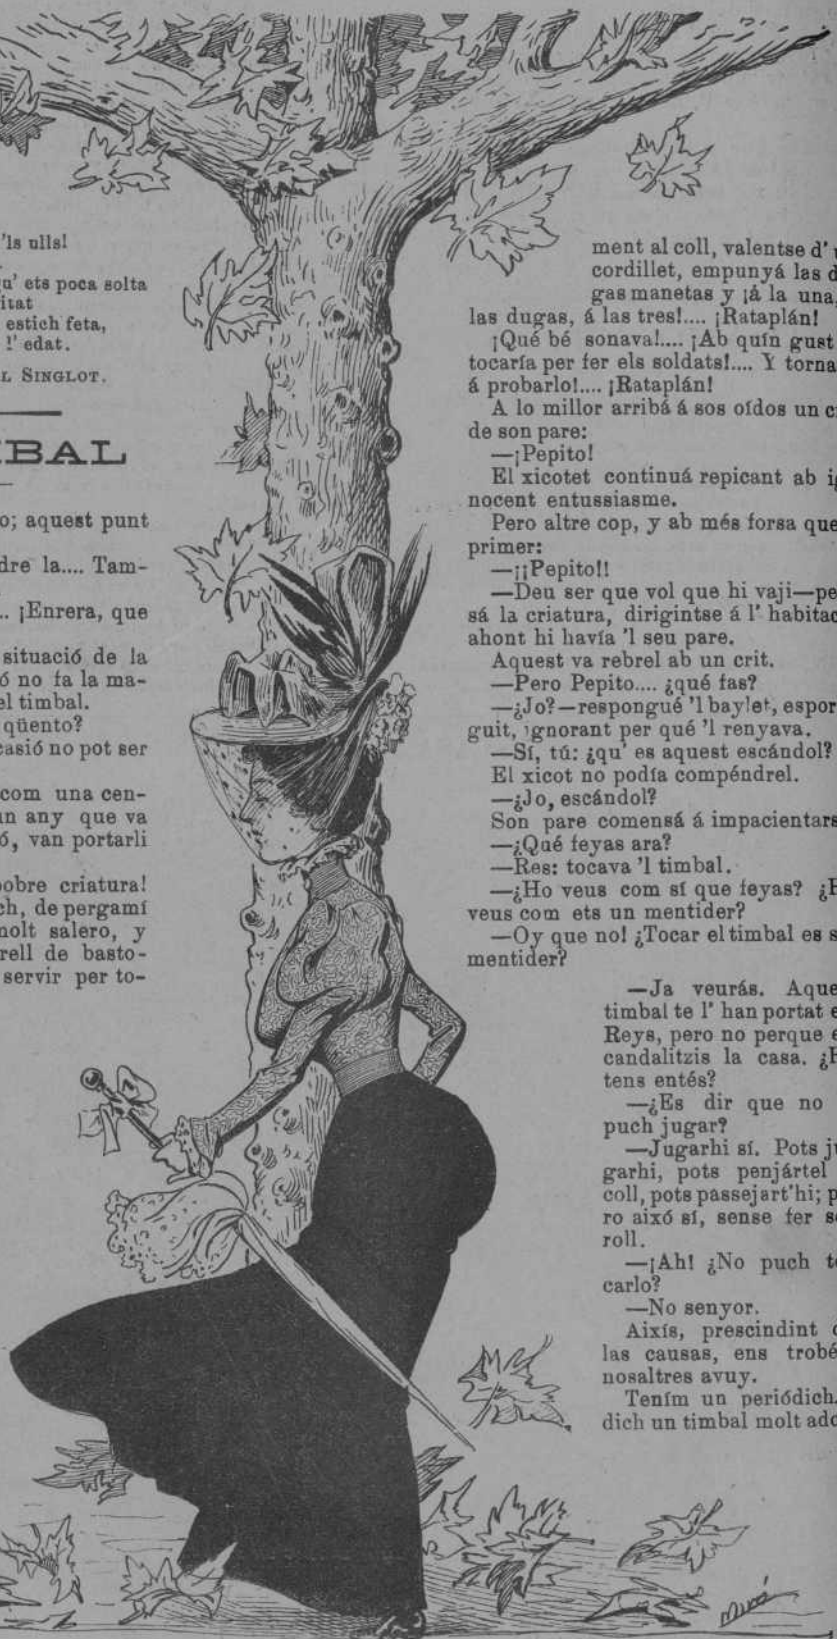 'ls ulls!
u' ets poca solta
itat
estich feta,
l' edat.
L SINGLOT.
BAL
o; aquest punt
dre la.... Tam-
.. ¡Enrera, que
situació de la
ó no fa la ma-
el timbal.
qüento?
casió no pot ser
com una cen-
un any que va
ó, van portarli
pobre criatura!
ch, de pergamí
molt salero, y
rell de basto-
servir per to-
ment al coll, valentse d'
cordillet, empunyá las d
gas manetas y ¡á la una,
las dugas, á las tres!.... ¡Rataplán!
¡Qué bé sonava!.... ¡Ab quín gust
tocaría per fer els soldats!.... Y torna
á probarlo!.... ¡Rataplán!
A lo millor arribá á sos oídos un c
de son pare:
—¡Pepito!
El xicotet continuá repicant ab ig
nocent entussiasme.
Pero altre cop, y ab més forsa que
primer:
—¡¡Pepito!!
—Deu ser que vol que hi vaji—pe
sá la criatura, dirigintse á l' habitac
ahont hi havía 'l seu pare.
Aquest va rebrel ab un crit.
—Pero Pepito.... ¿qué fas?
—¿Jo?—respongué 'l baylet, espor
guit, ignorant per qué 'l renyava.
—Sí, tú: ¿qu' es aquest escándol?
El xicot no podía compéndrel.
—¿Jo, escándol?
Son pare comensá á impacientars
—¿Qué feyas ara?
—Res: tocava 'l timbal.
—¿Ho veus com sí que feyas? ¿H
veus com ets un mentider?
—Oy que no! ¿Tocar el timbal es s
mentider?
—Ja veurás. Aque
timbal te l' han portat e
Reys, pero no perque e
candalitzis la casa. ¿H
tens entés?
—¿Es dir que no
puch jugar?
—Jugarhi sí. Pots ju
garhi, pots penjártel
coll, pots passejart'hi; p
ro aixó sí, sense fer so
roll.
—¡Ah! ¿No puch to
carlo?
—No senyor.
Aixís, prescindint d
las causas, ens trobé
nosaltres avuy.
Tením un periódich.
dich un timbal molt ado
Miró